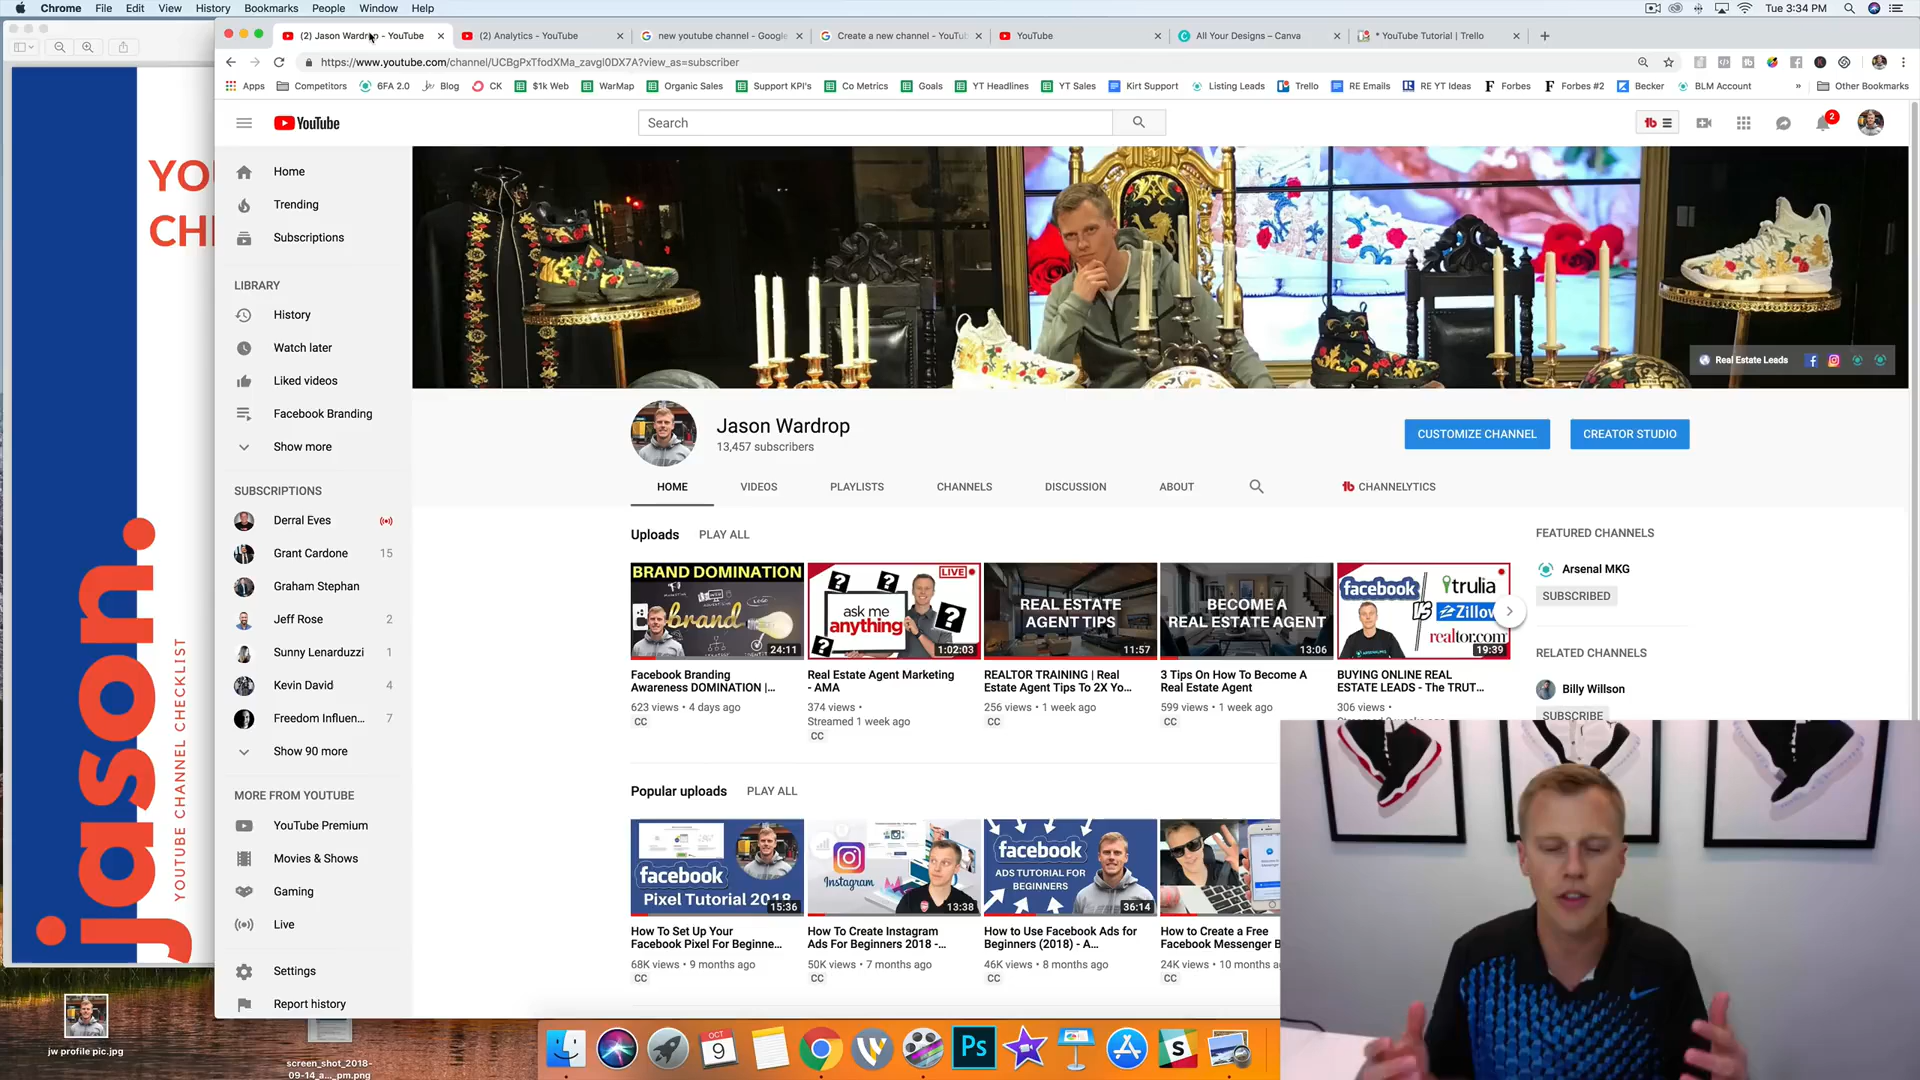 Chrome File Edit View History Bookmarks People Window Help
Tue 3:34 PM
(2) Jason Wardrop - YouTube
(2) Analytics - YouTube
new youtube channel - Google
Create a new channel - YouTu
YouTube
All Your Designs – Canva
* YouTube Tutorial | Trello
https://www.youtube.com/channel/UCBgPxTfodXMa_zavgl0DX7A?view_as=subscriber
Apps Competitors 6FA 2.0 Blog CK $1k Web WarMap Organic Sales Support KPI's Co Metrics Goals YT Headlines YT Sales Kirt Support Listing Leads Trello RE Emails RE YT Ideas Forbes Forbes #2 Becker BLM Account » Other Bookmarks
YouTube
Search
tb
2
Home
Trending
Subscriptions
LIBRARY
History
Watch later
Liked videos
Facebook Branding
Show more
SUBSCRIPTIONS
Derral Eves
Grant Cardone 15
Graham Stephan
Jeff Rose 2
Sunny Lenarduzzi 1
Kevin David 4
Freedom Influen... 7
Show 90 more
MORE FROM YOUTUBE
YouTube Premium
Movies & Shows
Gaming
Live
Settings
Report history
Real Estate Leads
Jason Wardrop
13,457 subscribers
CUSTOMIZE CHANNEL
CREATOR STUDIO
HOME VIDEOS PLAYLISTS CHANNELS DISCUSSION ABOUT tb CHANNELYTICS
Uploads PLAY ALL
BRAND DOMINATION
brand
24:11
Facebook Branding
Awareness DOMINATION |...
623 views • 4 days ago
CC
LIVE
ask me
anything
? ? ? ?
1:02:03
Real Estate Agent Marketing
- AMA
374 views •
Streamed 1 week ago
CC
REAL ESTATE
AGENT TIPS
11:57
REALTOR TRAINING | Real
Estate Agent Tips To 2X Yo...
256 views • 1 week ago
CC
BECOME A
REAL ESTATE AGENT
13:06
3 Tips On How To Become A
Real Estate Agent
599 views • 1 week ago
CC
facebook
VS
trulia
Zillow
realtor.com
19:39
BUYING ONLINE REAL
ESTATE LEADS - The TRUT...
306 views •
FEATURED CHANNELS
Arsenal MKG
SUBSCRIBED
RELATED CHANNELS
Billy Willson
SUBSCRIBE
Popular uploads PLAY ALL
facebook
Pixel Tutorial 2018
15:36
How To Set Up Your
Facebook Pixel For Beginne...
68K views • 9 months ago
CC
Instagram
13:38
How To Create Instagram
Ads For Beginners 2018 -...
50K views • 7 months ago
CC
facebook
ADS TUTORIAL FOR
BEGINNERS
36:14
How to Use Facebook Ads for
Beginners (2018) - A...
46K views • 8 months ago
CC
How to Create a Free
Facebook Messenger B
24K views • 10 months ago
CC
YOU
CH
jason.
YOUTUBE CHANNEL CHECKLIST
jw profile pic.jpg
screen_shot_2018-
09-14_a..._pm.png
OCT
9
Ps
S